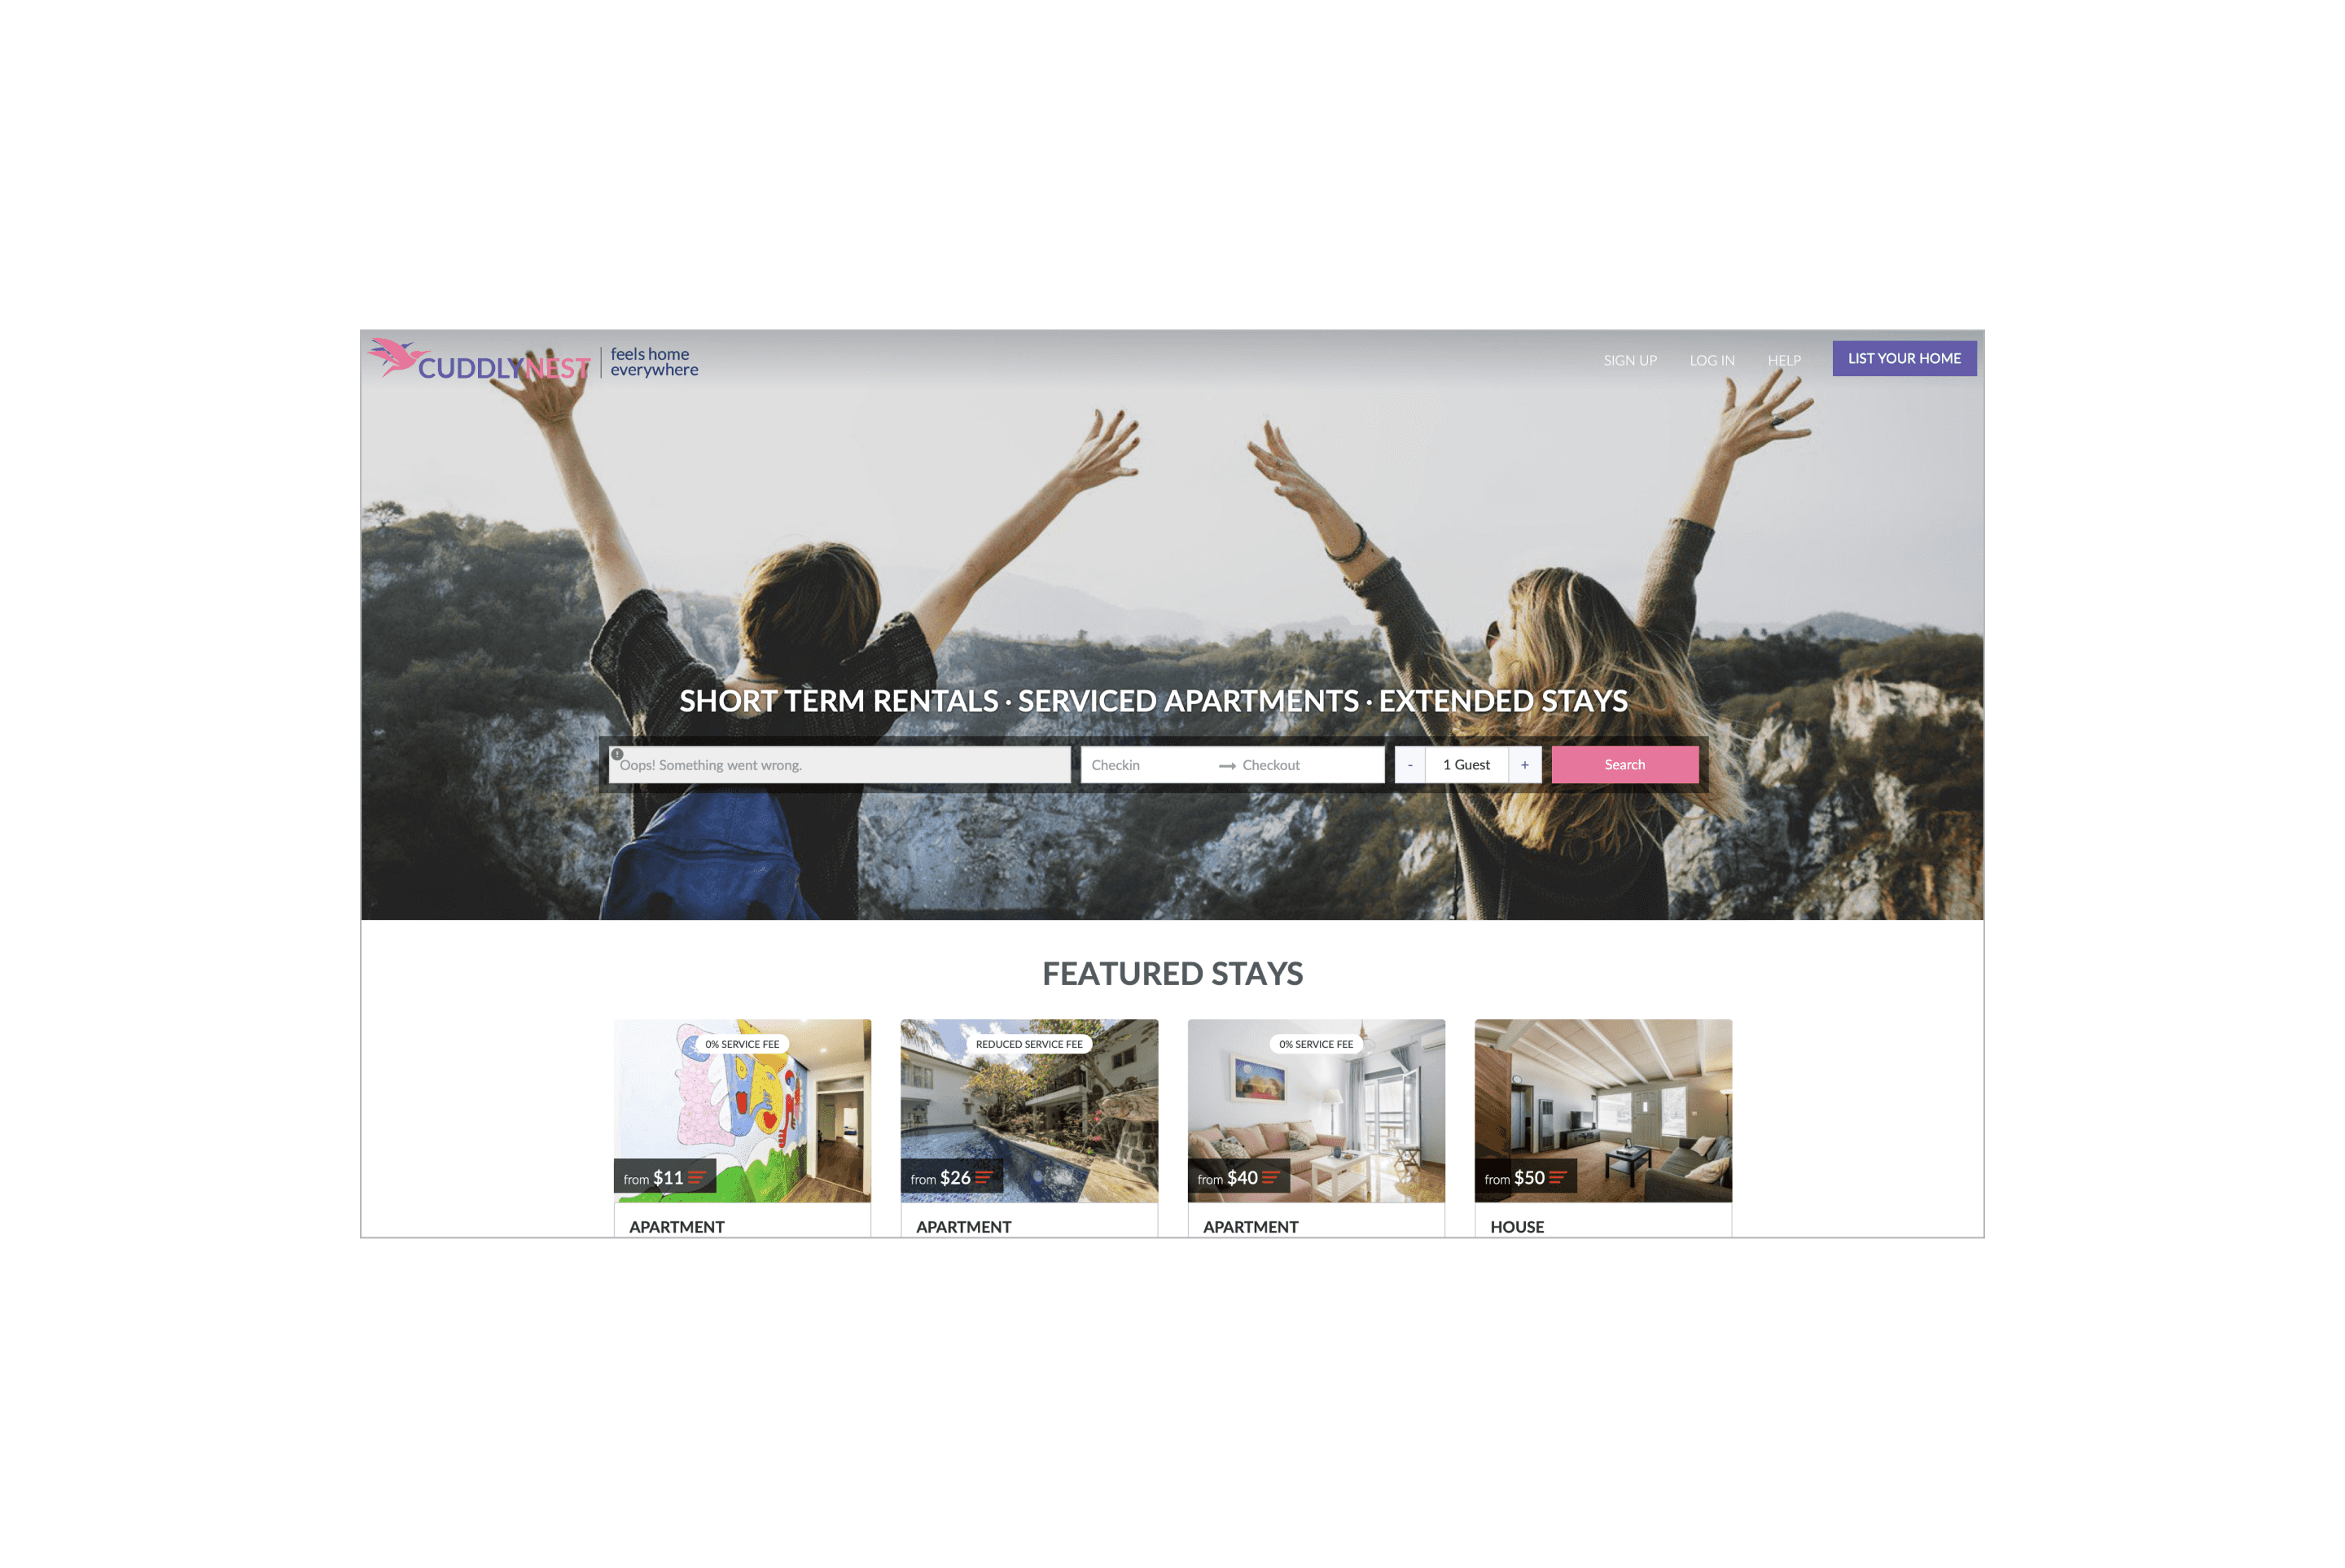 CUDDLYNEST
feels home
everywhere
SIGN UP
LOG IN
HELP
LIST YOUR HOME
SHORT TERM RENTALS · SERVICED APARTMENTS · EXTENDED STAYS
Oops! Something went wrong.
Checkin
Checkout
- 1 Guest +
Search
FEATURED STAYS
0% SERVICE FEE
from $11
APARTMENT
REDUCED SERVICE FEE
from $26
APARTMENT
0% SERVICE FEE
from $40
APARTMENT
from $50
HOUSE